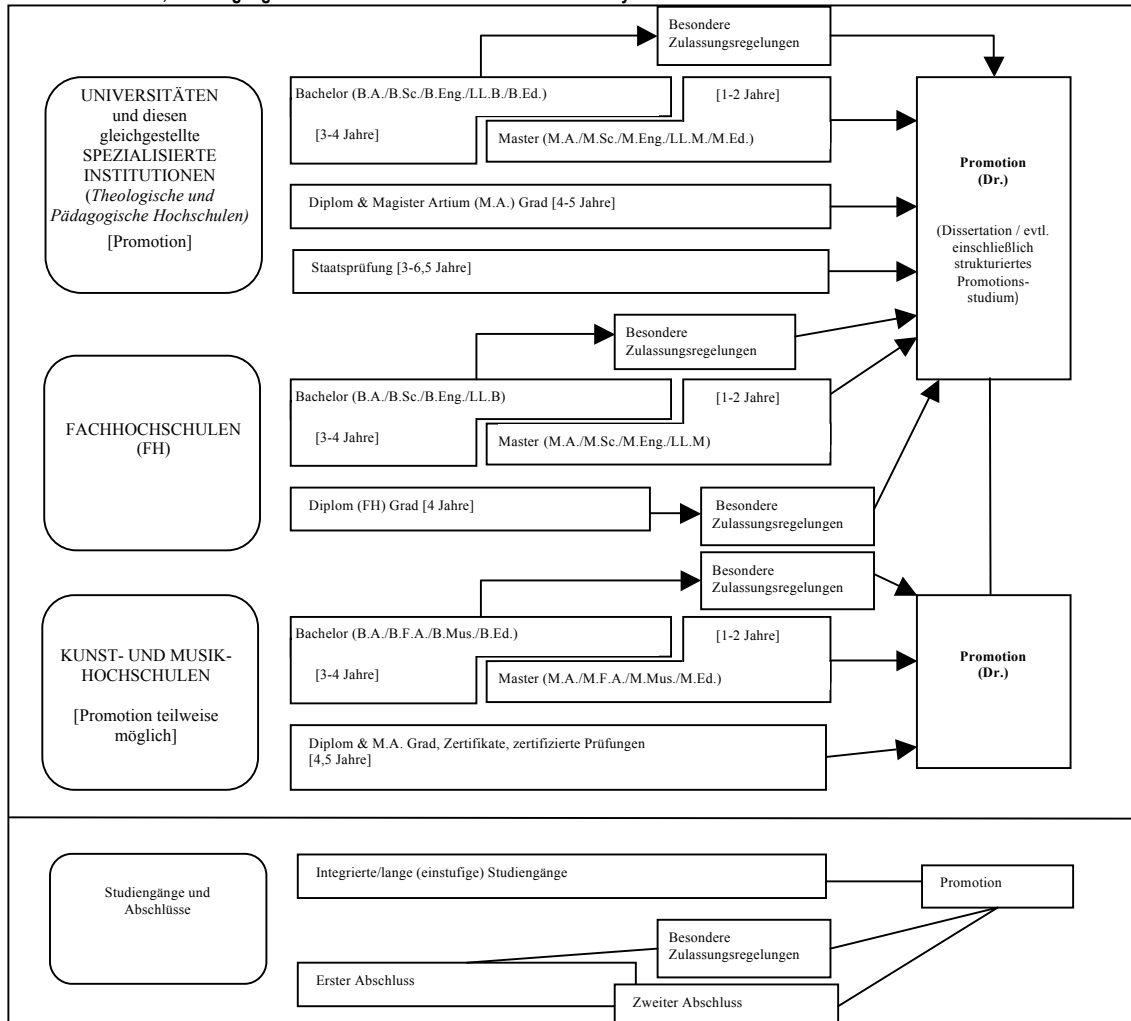 Besondere
Zulassungsregelungen
UNIVERSITÄTEN
und diesen
gleichgestellte
SPEZIALISIERTE
INSTITUTIONEN
(Theologische und
Pädagogische Hochschulen)
[Promotion]
Bachelor (B.A./B.Sc./B.Eng./LL.B./B.Ed.)
[3-4 Jahre]
[1-2 Jahre]
Master (M.A./M.Sc./M.Eng./LL.M./M.Ed.)
Diplom & Magister Artium (M.A.) Grad [4-5 Jahre]
Staatsprüfung [3-6,5 Jahre]
Promotion
(Dr.)
(Dissertation / evtl.
einschließlich
strukturiertes
Promotions-
studium)
FACHHOCHSCHULEN
(FH)
Besondere
Zulassungsregelungen
Bachelor (B.A./B.Sc./B.Eng./LL.B)
[3-4 Jahre]
[1-2 Jahre]
Master (M.A./M.Sc./M.Eng./LL.M)
Diplom (FH) Grad [4 Jahre]
Besondere
Zulassungsregelungen
KUNST- UND MUSIK-
HOCHSCHULEN
[Promotion teilweise
möglich]
Besondere
Zulassungsregelungen
Bachelor (B.A./B.F.A./B.Mus./B.Ed.)
[3-4 Jahre]
[1-2 Jahre]
Master (M.A./M.F.A./M.Mus./M.Ed.)
Diplom & M.A. Grad, Zertifikate, zertifizierte Prüfungen
[4,5 Jahre]
Promotion
(Dr.)
Studiengänge und
Abschlüsse
Integrierte/lange (einstufige) Studiengänge
Promotion
Besondere
Zulassungsregelungen
Erster Abschluss
Zweiter Abschluss